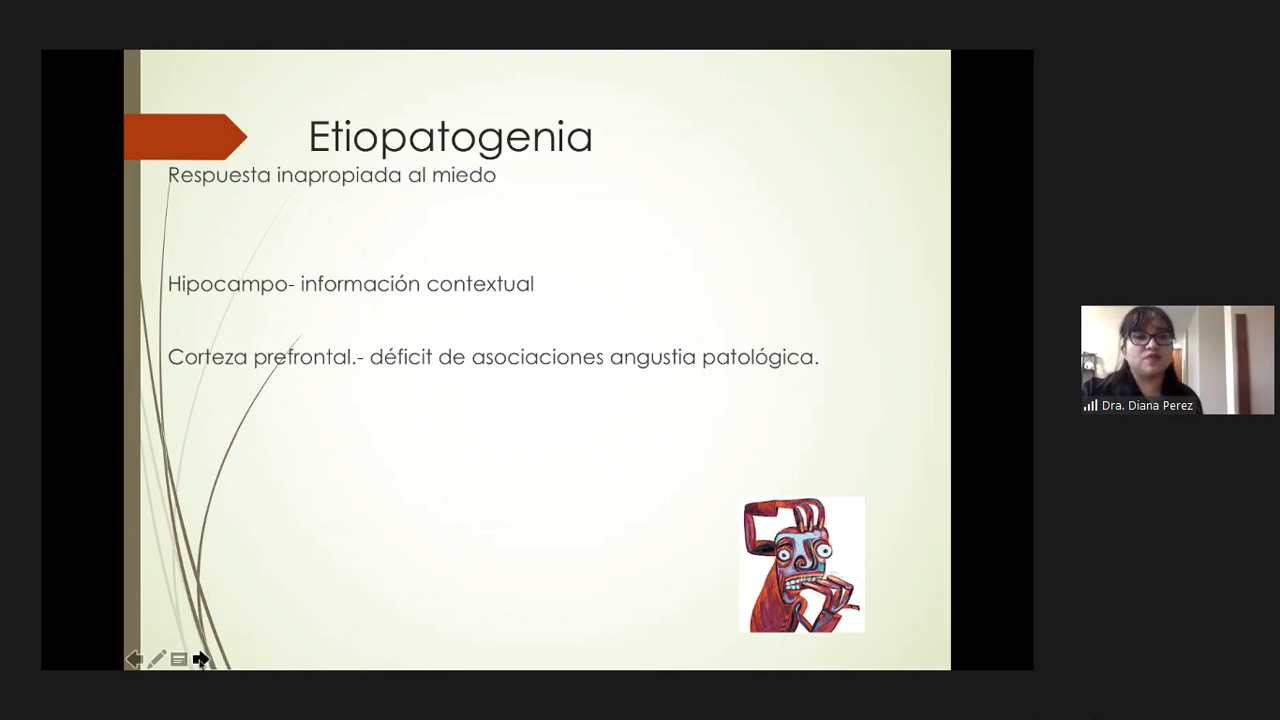 Etiopatogenia
Respuesta inapropiada al miedo
Hipocampo- información contextual
Corteza prefrontal.- déficit de asociaciones angustia patológica.
Dra. Diana Perez